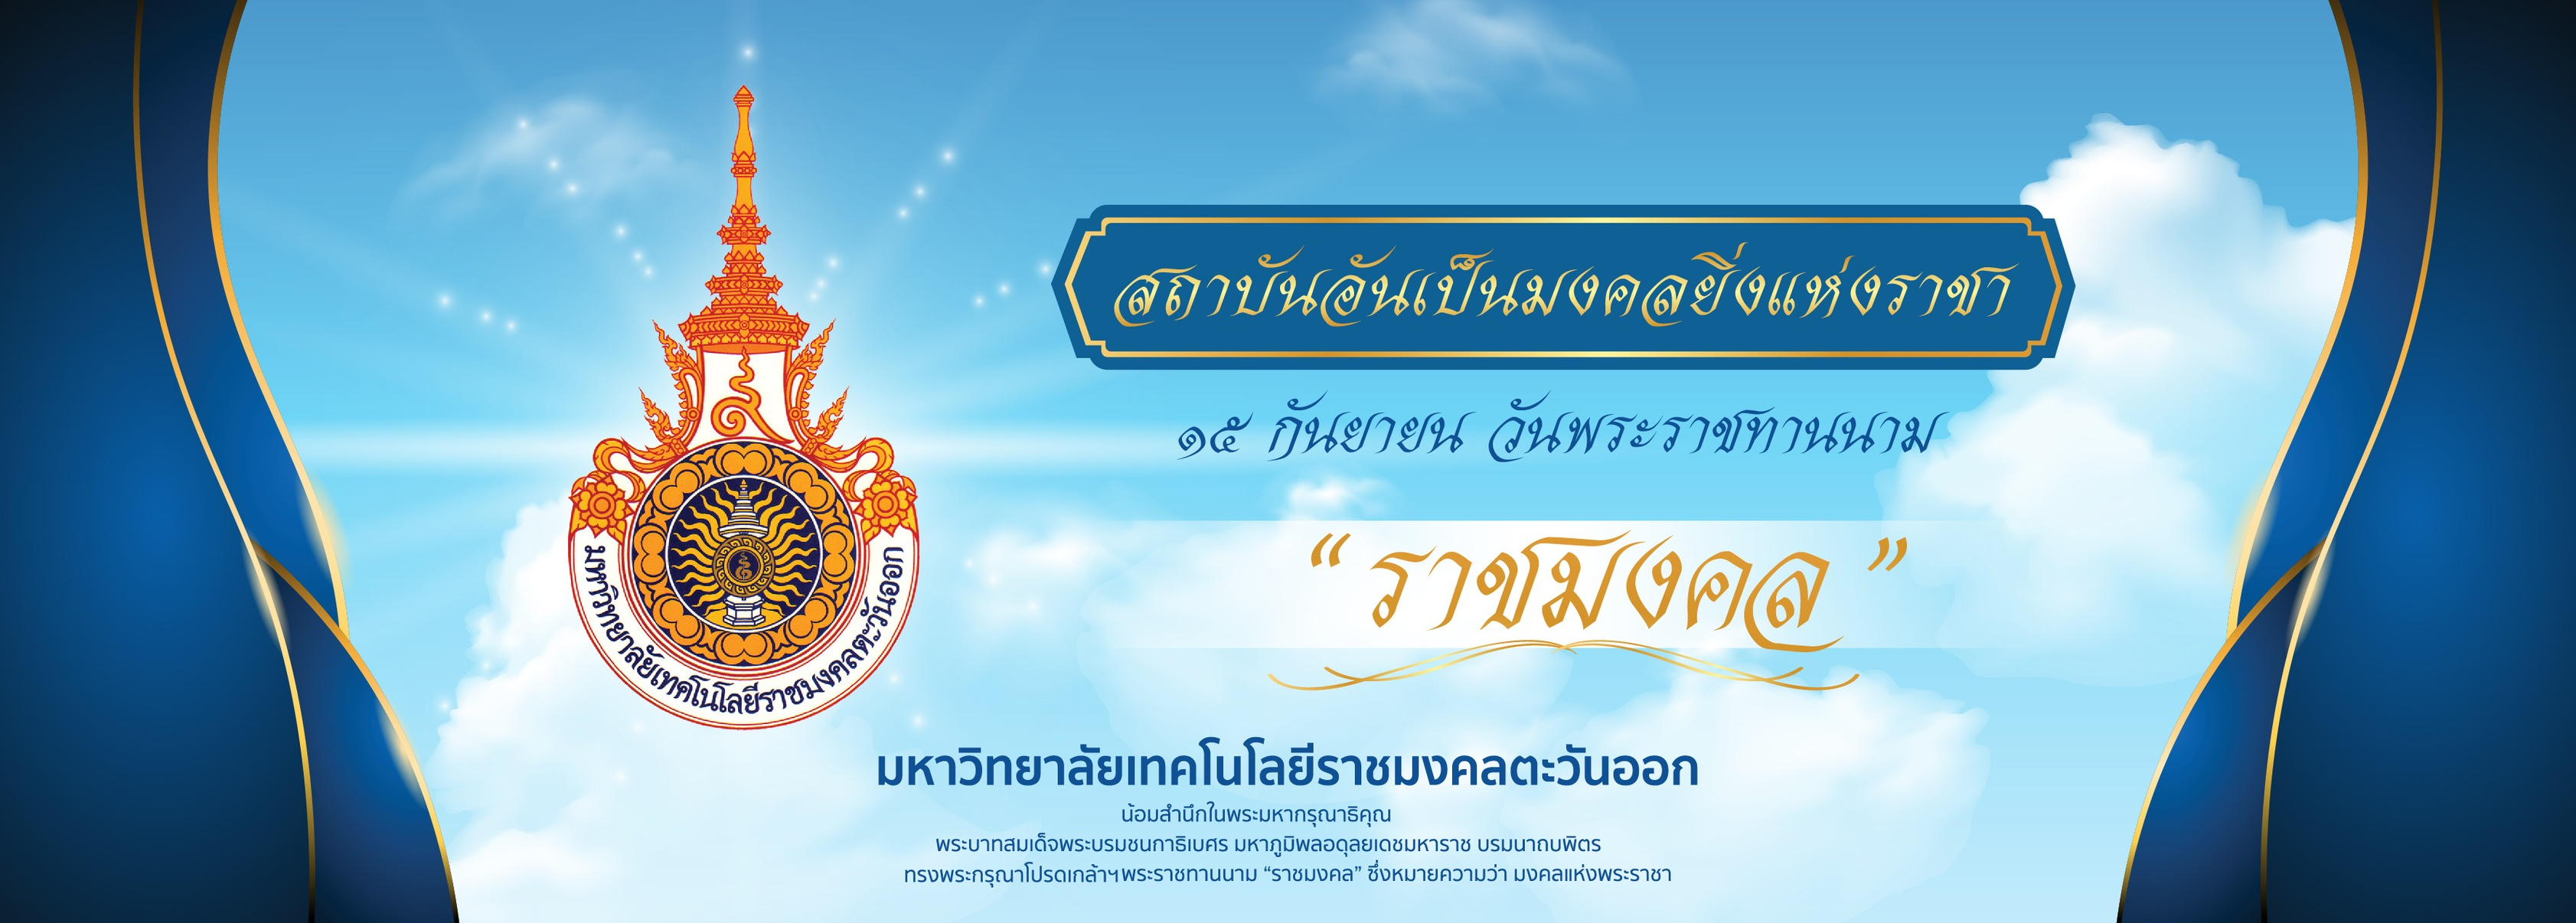 สถาบันอันเป็นมงคลยิ่งแห่งราชา
๑๕ กันยายน วันพระราชทานนาม
“ ราชมงคล ”
มหาวิทยาลัยเทคโนโลยีราชมงคลตะวันออก
มหาวิทยาลัยเทคโนโลยีราชมงคลตะวันออก
น้อมสำนึกในพระมหากรุณาธิคุณ
พระบาทสมเด็จพระบรมชนกาธิเบศร มหาภูมิพลอดุลยเดชมหาราช บรมนาถบพิตร
ทรงพระกรุณาโปรดเกล้าฯพระราชทานนาม “ราชมงคล” ซึ่งหมายความว่า มงคลแห่งพระราชา